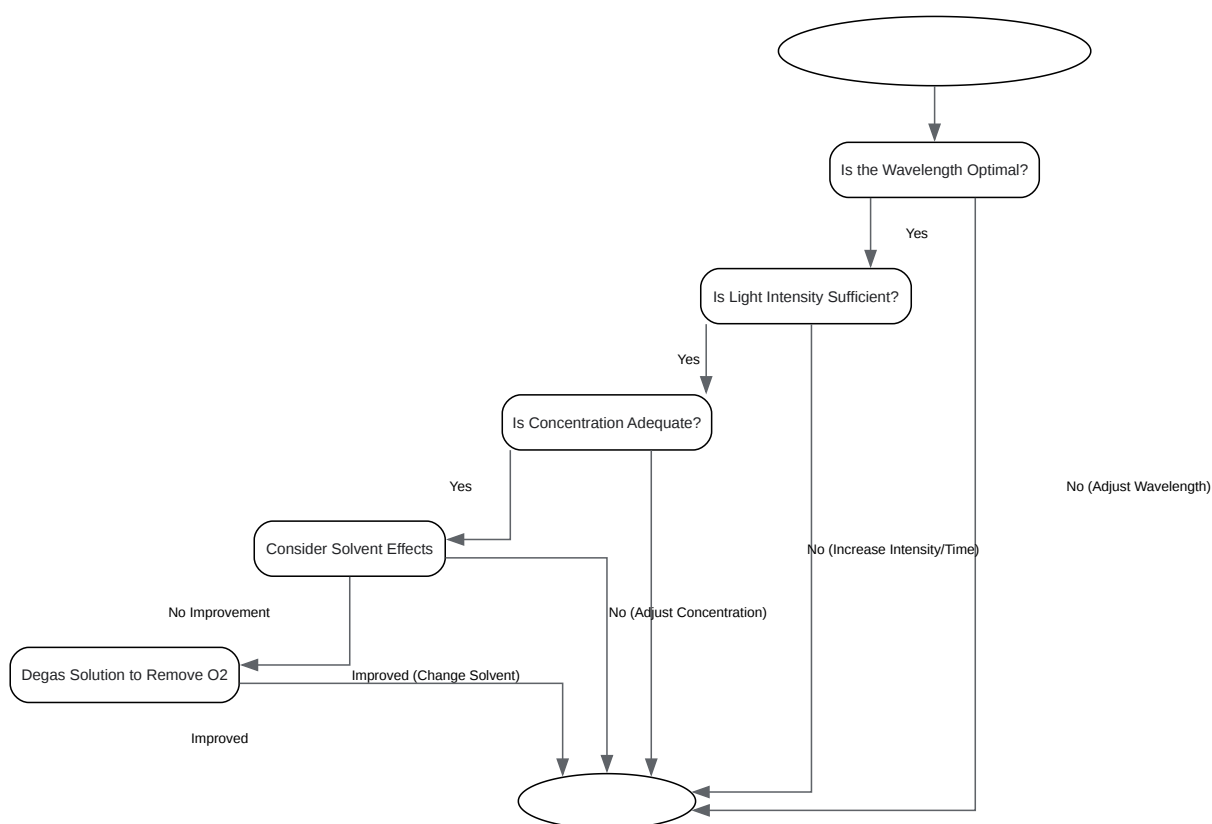 Is the Wavelength Optimal?
Yes
Is Light Intensity Sufficient?
Yes
Is Concentration Adequate?
Yes
No (Adjust Wavelength)
Consider Solvent Effects
No (Increase Intensity/Time)
No Improvement
No (Adjust Concentration)
Degas Solution to Remove O2
Improved (Change Solvent)
Improved